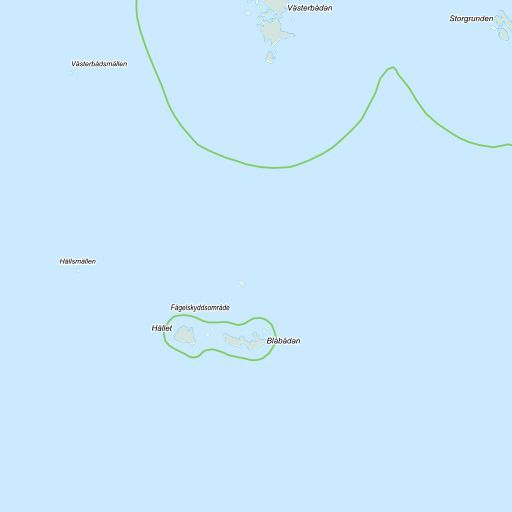 Västerbådan
Storgrunden
Västerbådsmällen
Hällsmällen
Fågelskyddsområde
Hället
Blåbådan